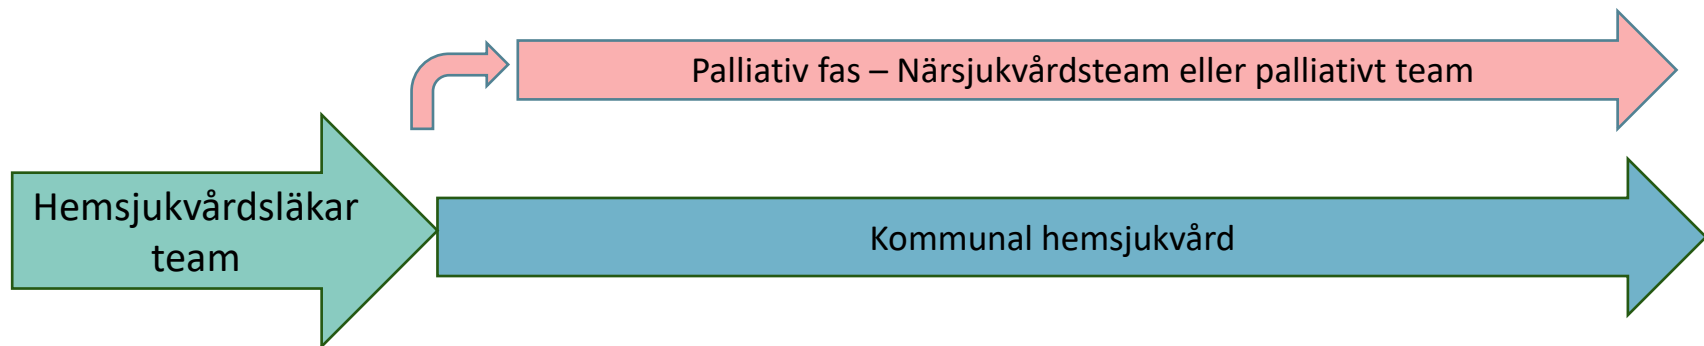 Palliativ fas – Närsjukvårdsteam eller palliativt team
Hemsjukvårdsläkar
team
Kommunal hemsjukvård